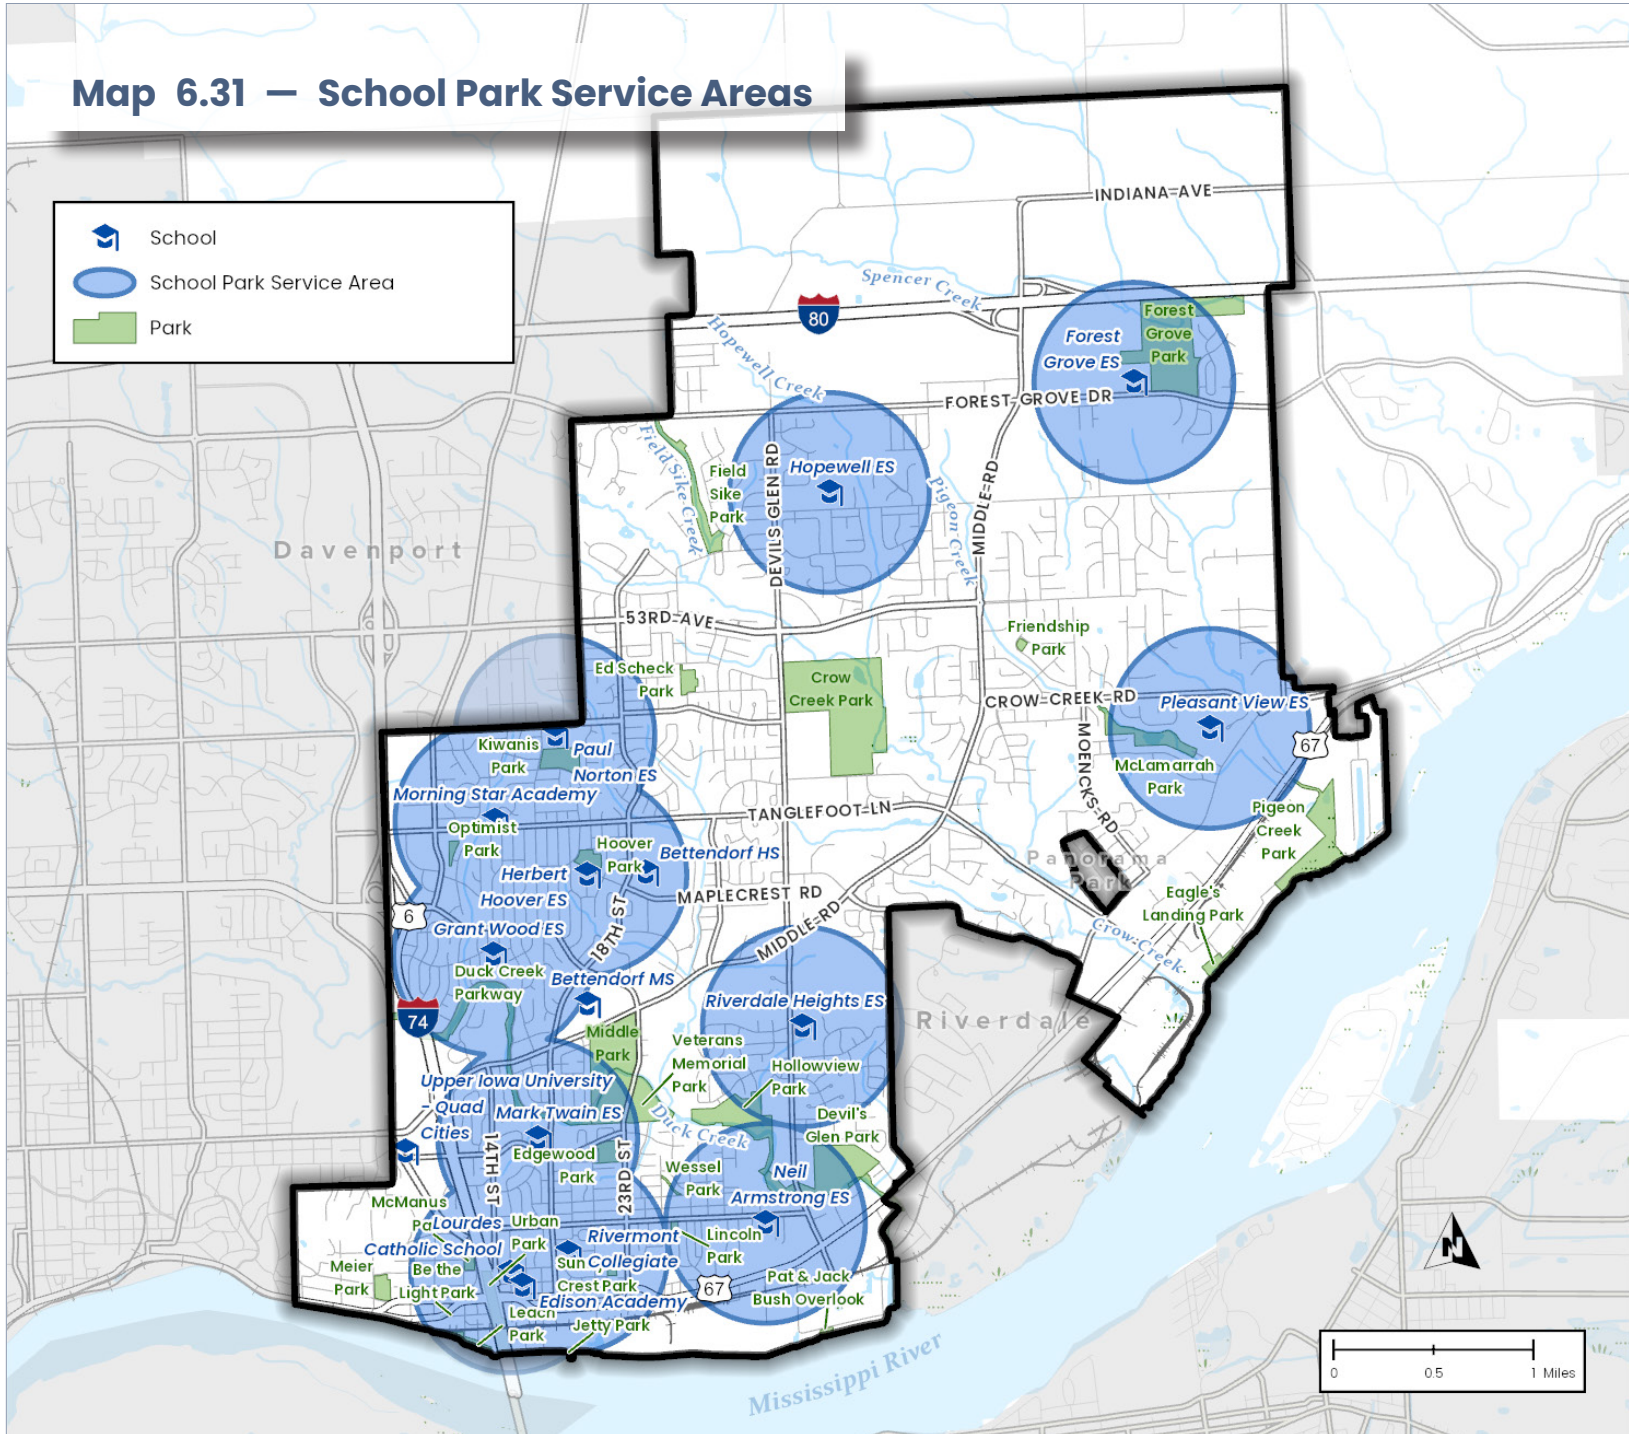 Map 6.31 — School Park Service Areas
School
School Park Service Area
Park
INDIANA AVE
Spencer Creek
80
Hopewell Creek
Forest
Grove
Park
Forest
Grove ES
FOREST GROVE DR
Field Sike Creek
Field
Sike
Park
DEVILS GLEN RD
Hopewell ES
Pigeon Creek
MIDDLE RD
Davenport
53RD AVE
Friendship
Park
Ed Scheck
Park
Crow
Creek Park
CROW CREEK RD
Pleasant View ES
67
MOENCKS RD
McLamarrah
Park
Kiwanis
Park
Paul
Norton ES
Morning Star Academy
TANGLEFOOT LN
Pigeon
Creek
Park
Optimist
Park
Hoover
Park
Bettendorf HS
Herbert
Hoover ES
Panorama
Park
MAPLECREST RD
6
18TH ST
MIDDLE RD
Eagle's
Landing Park
Crow Creek
Grant Wood ES
Duck Creek
Parkway
Bettendorf MS
Riverdale Heights ES
Riverdale
74
Middle
Park
Veterans
Memorial
Park
Hollowview
Park
Upper Iowa University
- Quad
Cities
Mark Twain ES
Duck Creek
Devil's
Glen Park
14TH ST
Edgewood
Park
23RD ST
Wessel
Park
Neil
Armstrong ES
McManus
Pa
Lourdes
Catholic School
Urban
Park
Rivermont
Collegiate
Lincoln
Park
Meier
Park
Be the
Light Park
Sun
Crest Park
Edison Academy
67
Pat & Jack
Bush Overlook
Leach
Park
Jetty Park
Mississippi River
N
0 0.5 1 Miles